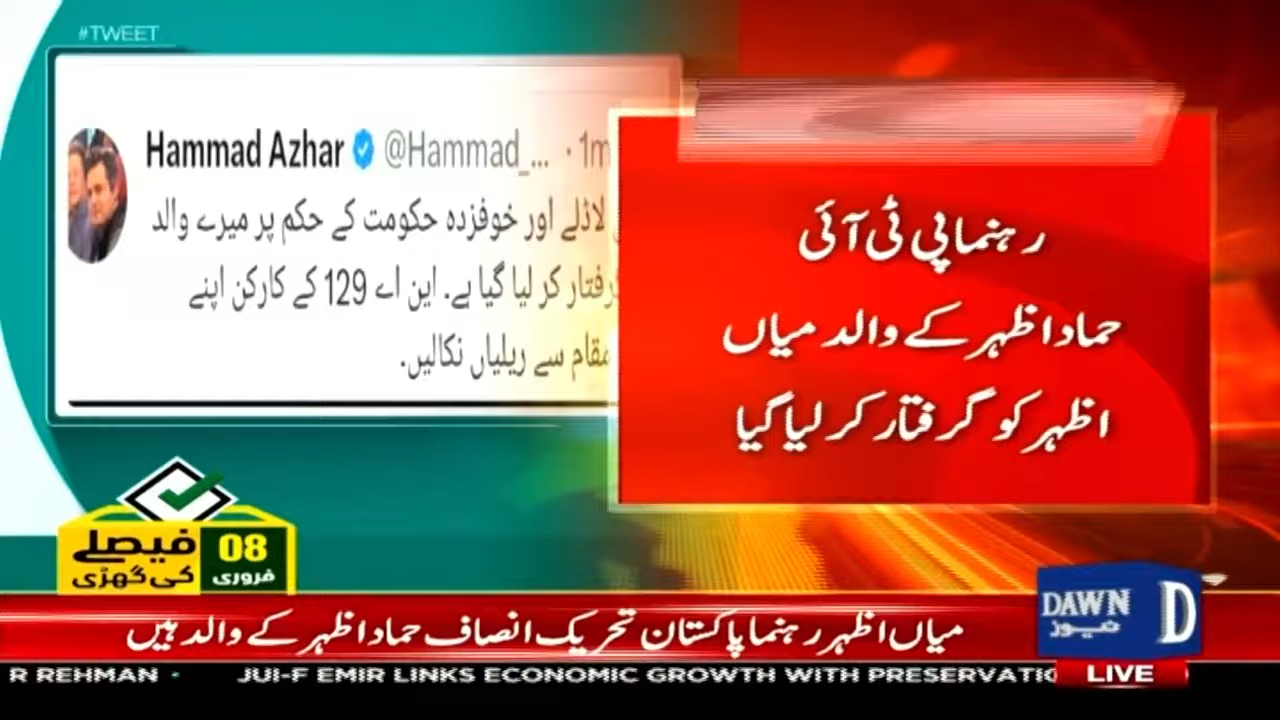 #TWEET
Hammad Azhar @Hammad_... · 1m
لاڈلے اور خوفزدہ حکومت کے حکم پر میرے والد
گرفتار کر لیا گیا ہے۔ این اے 129 کے کارکن اپنے
مقام سے ریلیاں نکالیں۔
رہنما پی ٹی آئی
حماد اظہر کے والد میاں
اظہر کو گرفتار کر لیا گیا
فیصلے
کی گھڑی
08
فروری
میاں اظہر رہنما پاکستان تحریک انصاف حماد اظہر کے والد ہیں
DAWN
نیوز
D
LIVE
R REHMAN · JUI-F EMIR LINKS ECONOMIC GROWTH WITH PRESERVATIO